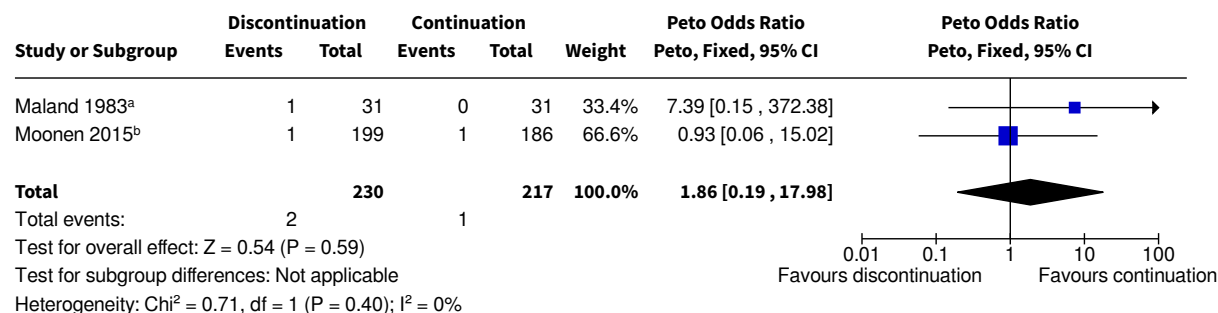 Discontinuation Continuation Peto Odds Ratio Peto Odds Ratio
Study or Subgroup Events Total Events Total Weight Peto, Fixed, 95% CI Peto, Fixed, 95% CI
Maland 1983ᵃ 1 31 0 31 33.4% 7.39 [0.15 , 372.38]
Moonen 2015ᵇ 1 199 1 186 66.6% 0.93 [0.06 , 15.02]
Total 230 217 100.0% 1.86 [0.19 , 17.98]
Total events: 2 1
Test for overall effect: Z = 0.54 (P = 0.59)
0.01 0.1 1 10 100
Test for subgroup differences: Not applicable
Favours discontinuation Favours continuation
Heterogeneity: Chi² = 0.71, df = 1 (P = 0.40); I² = 0%